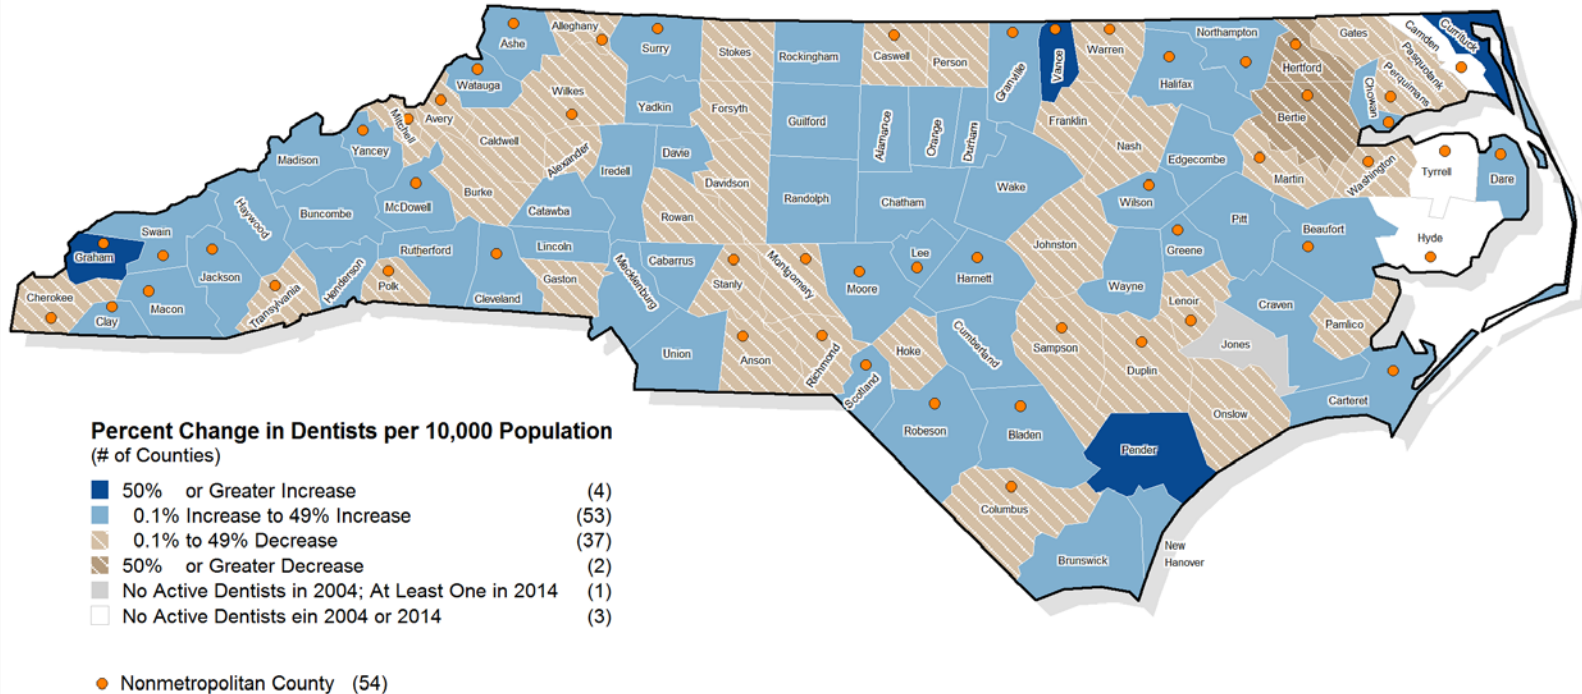 Alleghany
Northampton
Gates
Camden
Currituck
Ashe
Surry
Stokes
Rockingham
Caswell
Person
Granville
Vance
Warren
Halifax
Hertford
Pasquotank
Perquimans
Chowan
Watauga
Wilkes
Yadkin
Forsyth
Guilford
Alamance
Orange
Durham
Franklin
Bertie
Mitchell
Avery
Caldwell
Alexander
Davie
Nash
Edgecombe
Martin
Washington
Tyrrell
Dare
Madison
Yancey
Iredell
Burke
Davidson
Randolph
Chatham
Wake
Wilson
Haywood
Buncombe
McDowell
Catawba
Rowan
Pitt
Beaufort
Hyde
Swain
Graham
Jackson
Rutherford
Lincoln
Cabarrus
Lee
Harnett
Johnston
Greene
Cherokee
Clay
Macon
Transylvania
Henderson
Polk
Cleveland
Gaston
Mecklenburg
Stanly
Montgomery
Moore
Wayne
Lenoir
Craven
Pamlico
Union
Anson
Richmond
Scotland
Hoke
Cumberland
Sampson
Duplin
Jones
Onslow
Carteret
Robeson
Bladen
Pender
Columbus
Brunswick
New
Hanover
Percent Change in Dentists per 10,000 Population
(# of Counties)
50% or Greater Increase (4)
0.1% Increase to 49% Increase (53)
0.1% to 49% Decrease (37)
50% or Greater Decrease (2)
No Active Dentists in 2004; At Least One in 2014 (1)
No Active Dentists ein 2004 or 2014 (3)
Nonmetropolitan County (54)